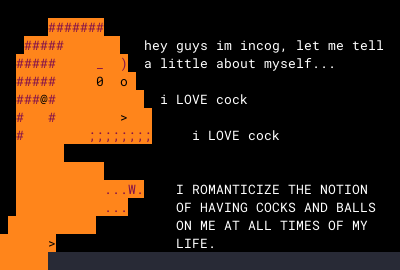 hey guys im incog, let me tell
a little about myself...
i LOVE cock
i LOVE cock
I ROMANTICIZE THE NOTION
OF HAVING COCKS AND BALLS
ON ME AT ALL TIMES OF MY
LIFE.